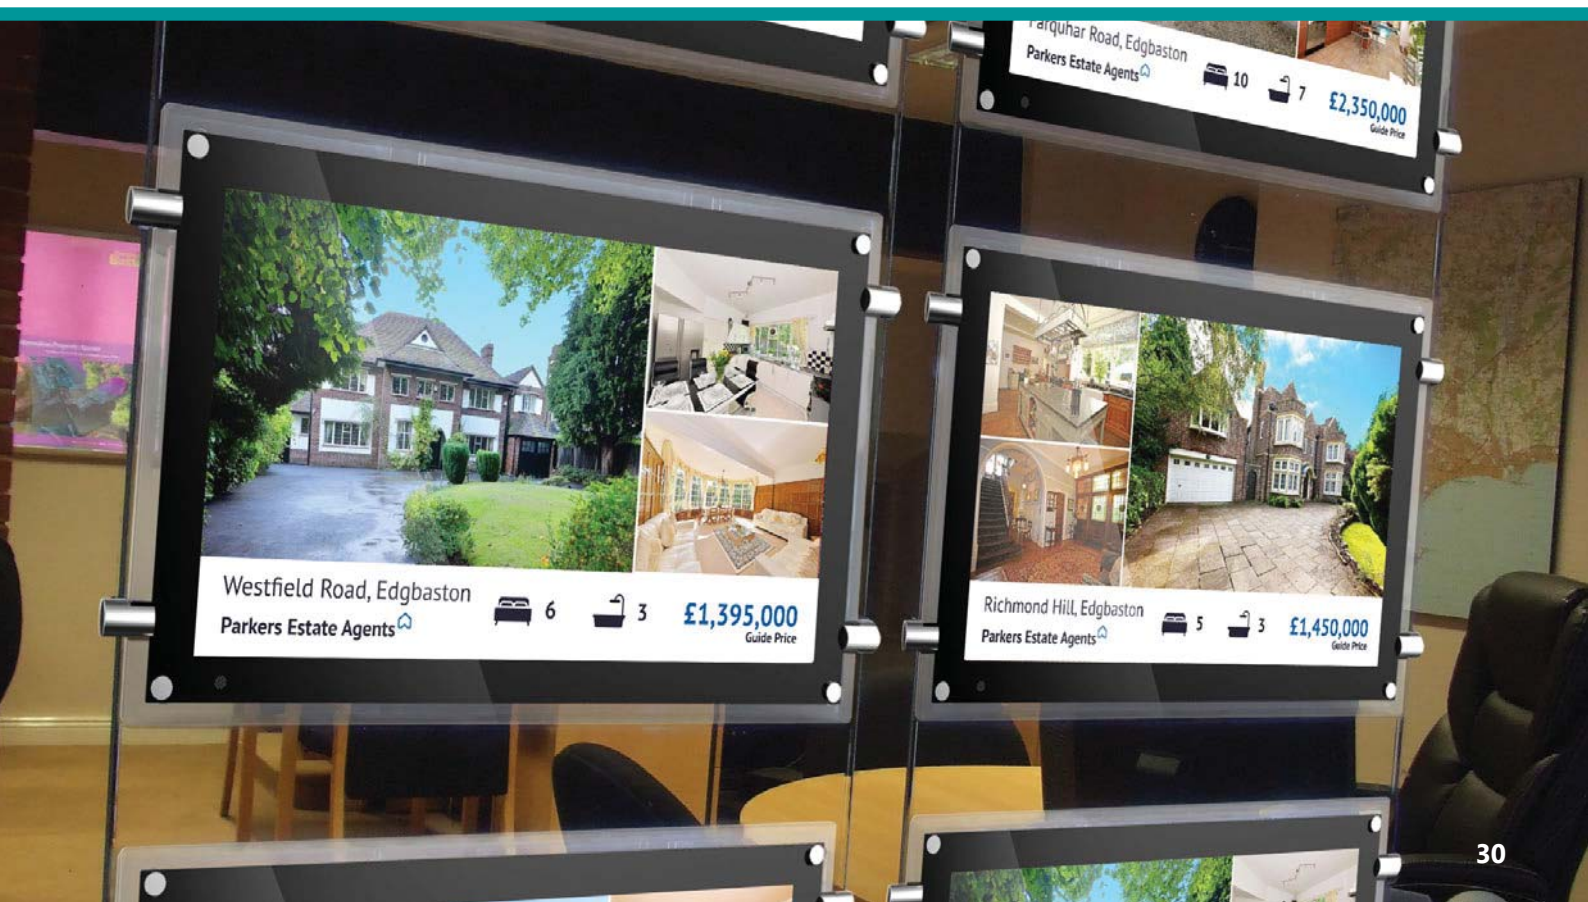 Farquhar Road, Edgbaston
Parkers Estate Agents
10
7
£2,350,000
Guide Price
Westfield Road, Edgbaston
Parkers Estate Agents
6
3
£1,395,000
Guide Price
Richmond Hill, Edgbaston
Parkers Estate Agents
5
3
£1,450,000
Guide Price
30